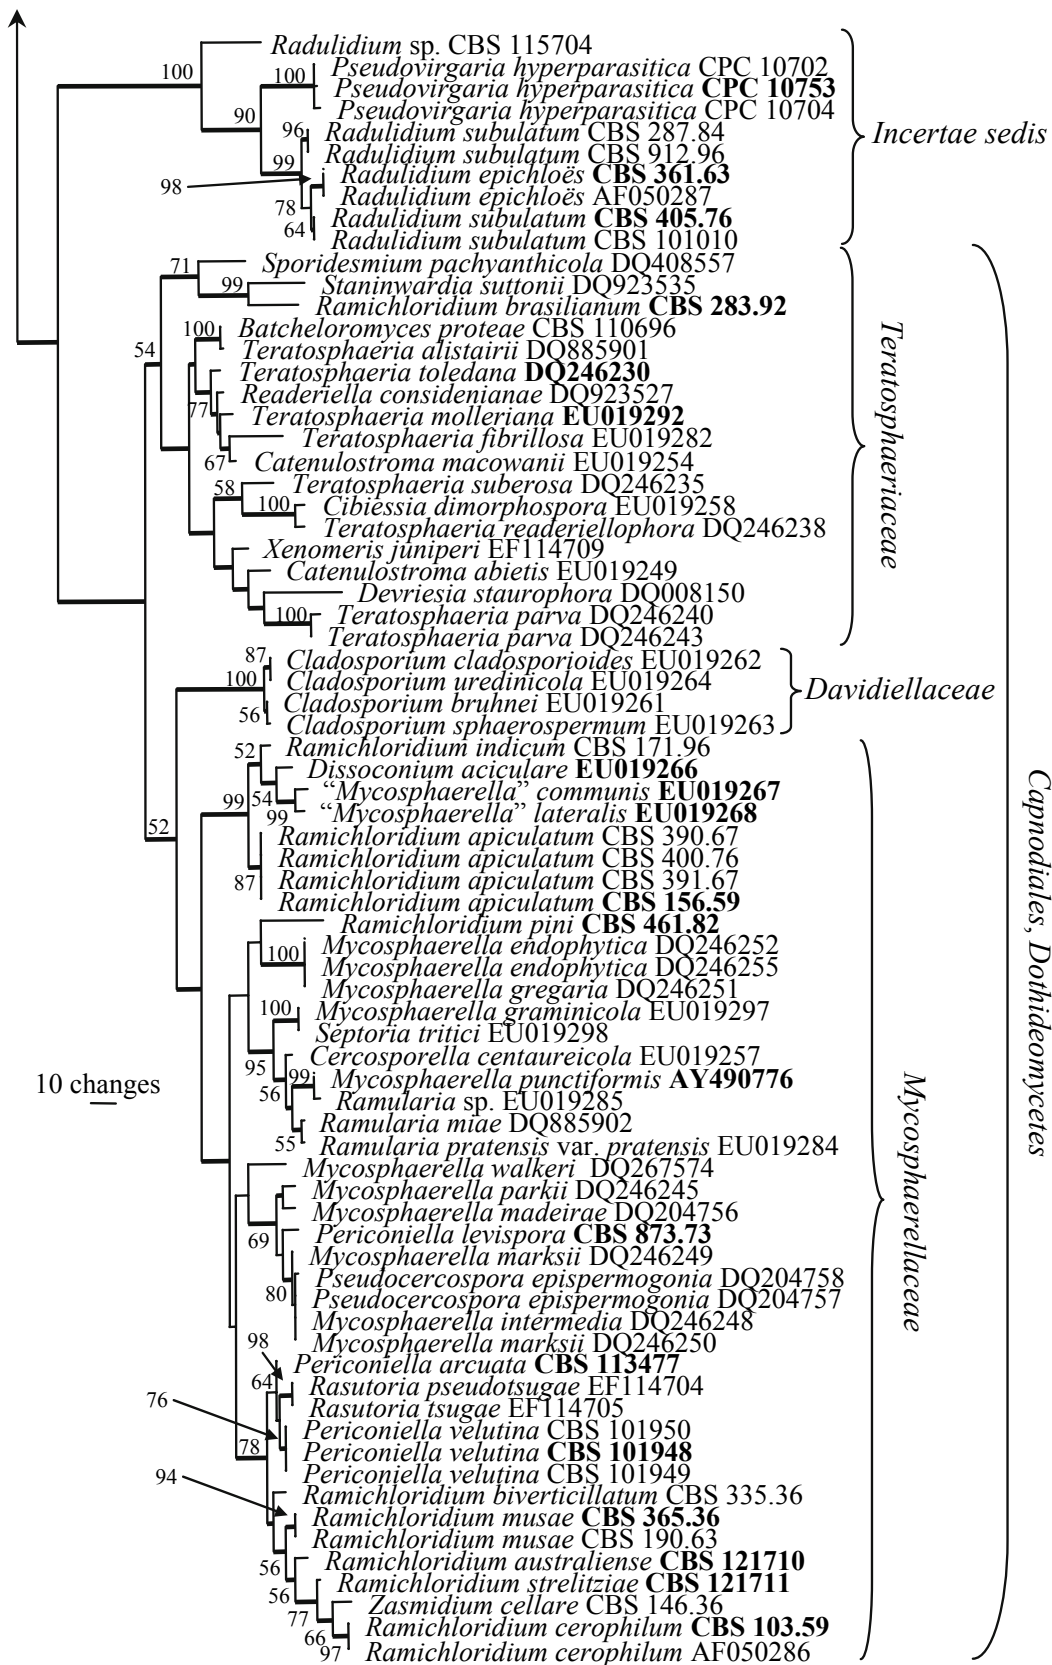 Radulidium sp. CBS 115704
Pseudovirgaria hyperparasitica CPC 10702
100
100
Pseudovirgaria hyperparasitica CPC 10753
Pseudovirgaria hyperparasitica CPC 10704
90
96
Radulidium subulatum CBS 287.84
Incertae sedis
Radulidium subulatum CBS 912.96
99
Radulidium epichloës CBS 361.63
98
Radulidium epichloës AF050287
78
Radulidium subulatum CBS 405.76
64
Radulidium subulatum CBS 101010
71
Sporidesmium pachyanthicola DQ408557
99
Staninwardia suttonii DQ923535
Ramichloridium brasilianum CBS 283.92
100
Batcheloromyces proteae CBS 110696
54
Teratosphaeria alistairii DQ885901
Teratosphaeria toledana DQ246230
Readeriella considenianae DQ923527
77
Teratosphaeria molleriana EU019292
Teratosphaeria fibrillosa EU019282
67
Catenulostroma macowanii EU019254
Teratosphaeriaceae
58
Teratosphaeria suberosa DQ246235
100
Cibiessia dimorphospora EU019258
Teratosphaeria readeriellophora DQ246238
Xenomeris juniperi EF114709
Catenulostroma abietis EU019249
Devriesia staurophora DQ008150
100
Teratosphaeria parva DQ246240
Teratosphaeria parva DQ246243
87
Cladosporium cladosporioides EU019262
100
Cladosporium uredinicola EU019264
Davidiellaceae
Cladosporium bruhnei EU019261
56
Cladosporium sphaerospermum EU019263
52
Ramichloridium indicum CBS 171.96
Dissoconium aciculare EU019266
54
“Mycosphaerella” communis EU019267
99
99
“Mycosphaerella” lateralis EU019268
52
Ramichloridium apiculatum CBS 390.67
Ramichloridium apiculatum CBS 400.76
Ramichloridium apiculatum CBS 391.67
87
Ramichloridium apiculatum CBS 156.59
Capnodiales, Dothideomycetes
Ramichloridium pini CBS 461.82
100
Mycosphaerella endophytica DQ246252
Mycosphaerella endophytica DQ246255
Mycosphaerella gregaria DQ246251
100
Mycosphaerella graminicola EU019297
Septoria tritici EU019298
95
Cercosporella centaureicola EU019257
10 changes
99
56
Mycosphaerella punctiformis AY490776
Ramularia sp. EU019285
Ramularia miae DQ885902
55
Ramularia pratensis var. pratensis EU019284
Mycosphaerellaceae
Mycosphaerella walkeri DQ267574
Mycosphaerella parkii DQ246245
Mycosphaerella madeirae DQ204756
69
Periconiella levispora CBS 873.73
Mycosphaerella marksii DQ246249
Pseudocercospora epispermogonia DQ204758
80
Pseudocercospora epispermogonia DQ204757
Mycosphaerella intermedia DQ246248
Mycosphaerella marksii DQ246250
98
Periconiella arcuata CBS 113477
64
Rasutoria pseudotsugae EF114704
76
Rasutoria tsugae EF114705
Periconiella velutina CBS 101950
78
Periconiella velutina CBS 101948
94
Periconiella velutina CBS 101949
Ramichloridium biverticillatum CBS 335.36
Ramichloridium musae CBS 365.36
Ramichloridium musae CBS 190.63
56
Ramichloridium australiense CBS 121710
56
Ramichloridium strelitziae CBS 121711
77
Zasmidium cellare CBS 146.36
66
Ramichloridium cerophilum CBS 103.59
97
Ramichloridium cerophilum AF050286